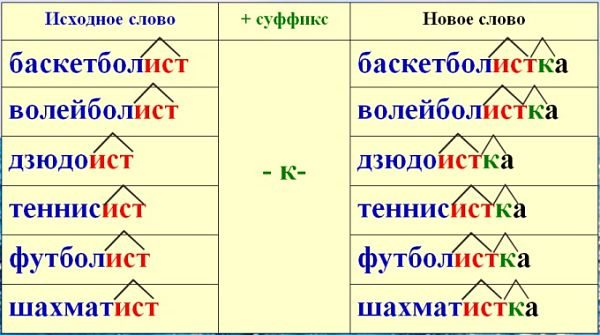 Исходное слово + суффикс Новое слово
баскетболист баскетболистка
волейболист волейболистка
дзюдоист - к- дзюдоистка
теннисист теннисистка
футболист футболистка
шахматист шахматистка